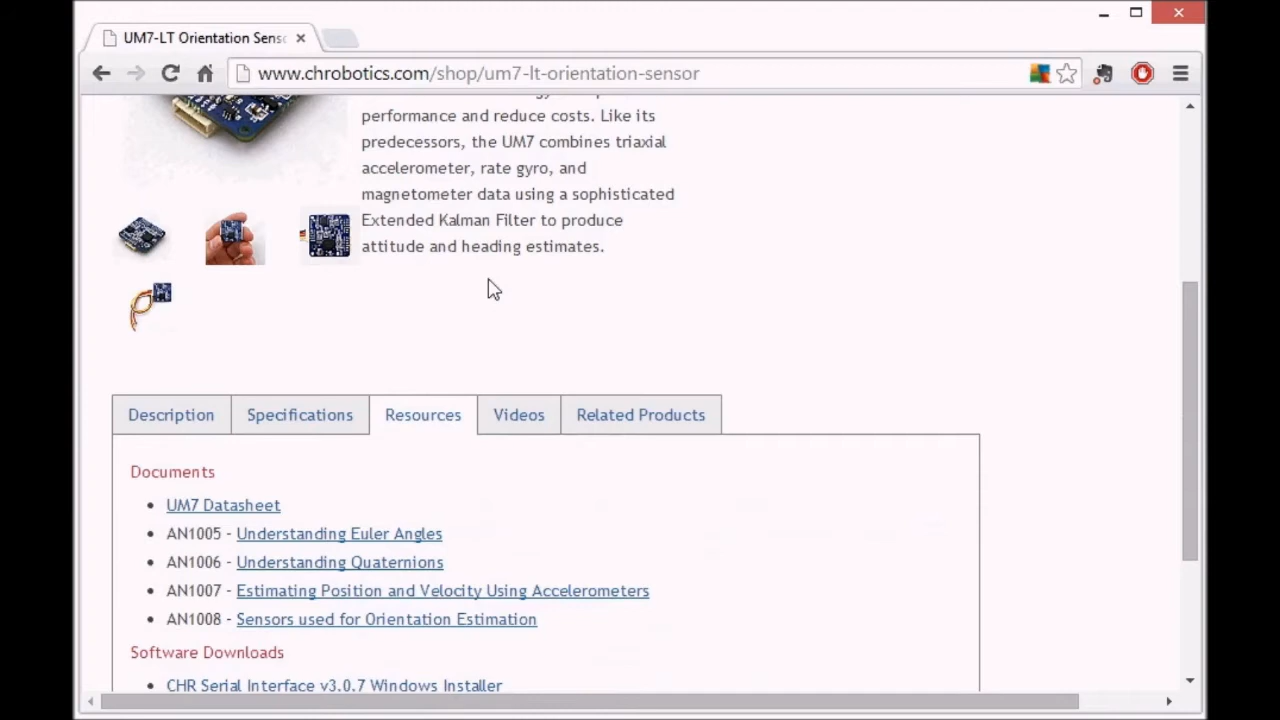 UM7-LT Orientation Sens
www.chrobotics.com/shop/um7-lt-orientation-sensor
performance and reduce costs. Like its
predecessors, the UM7 combines triaxial
accelerometer, rate gyro, and
magnetometer data using a sophisticated
Extended Kalman Filter to produce
attitude and heading estimates.
Description Specifications Resources Videos Related Products
Documents
UM7 Datasheet
AN1005 - Understanding Euler Angles
AN1006 - Understanding Quaternions
AN1007 - Estimating Position and Velocity Using Accelerometers
AN1008 - Sensors used for Orientation Estimation
Software Downloads
CHR Serial Interface v3.0.7 Windows Installer